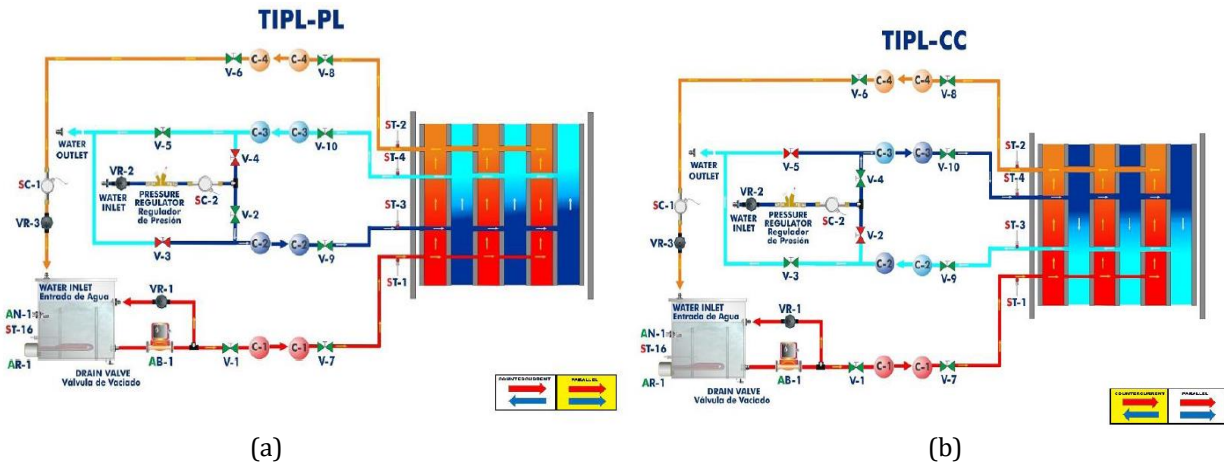 TIPL-PL
V-6
C-4
C-4
V-8
WATER
OUTLET
V-5
C-3
C-3
V-10
ST-2
ST-4
V-4
VR-2
WATER
INLET
PRESSURE
REGULATOR
Regulador
de Presión
SC-2
SC-1
VR-3
V-2
ST-3
V-3
C-2
C-2
V-9
WATER INLET
Entrada de Agua
VR-1
ST-1
AN-1
ST-16
AR-1
AB-1
V-1
C-1
C-1
V-7
DRAIN VALVE
Válvula de Vaciado
COUNTERCURRENT
PARALLEL
(a)
TIPL-CC
V-6
C-4
C-4
V-8
WATER
OUTLET
V-5
C-3
C-3
V-10
ST-2
ST-4
V-4
VR-2
WATER
INLET
PRESSURE
REGULATOR
Regulador
de Presión
SC-2
SC-1
VR-3
V-2
ST-3
V-3
C-2
C-2
V-9
WATER INLET
Entrada de Agua
VR-1
ST-1
AN-1
ST-16
AR-1
AB-1
V-1
C-1
C-1
V-7
DRAIN VALVE
Válvula de Vaciado
COUNTERCURRENT
PARALLEL
(b)